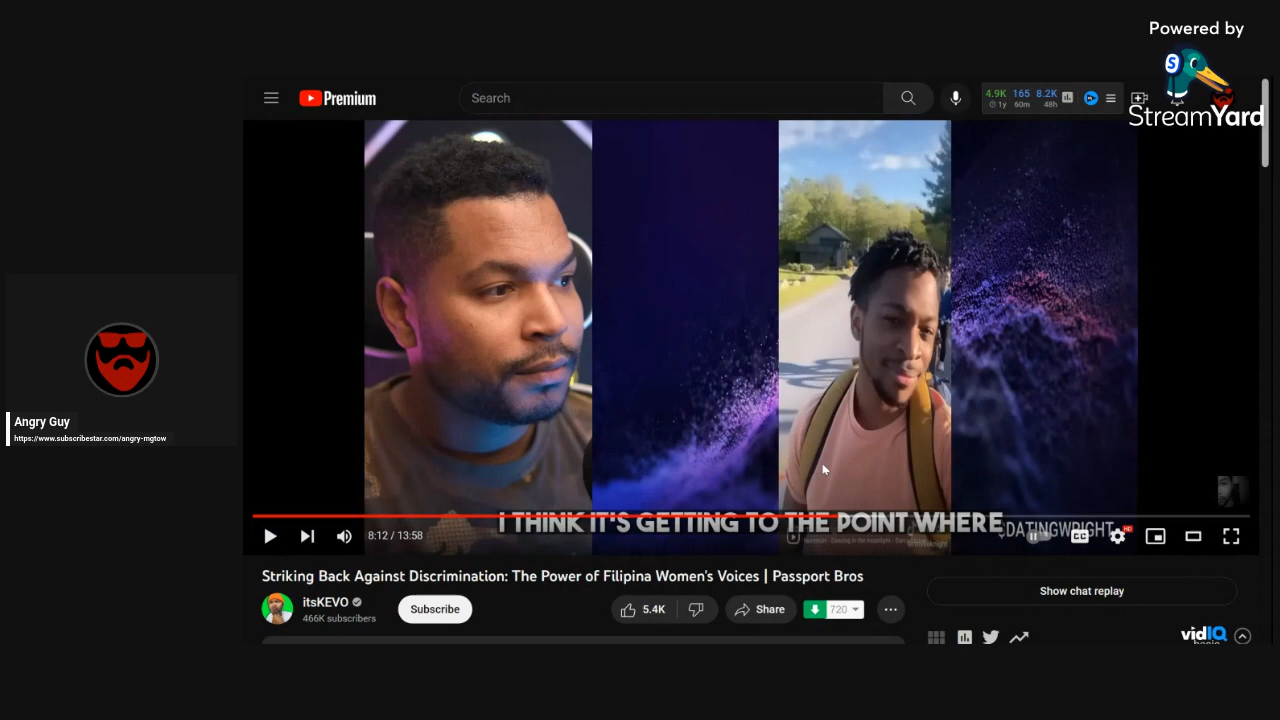 Powered by
StreamYard
Premium
Search
4.9K 165 8.2K
1y 60m 48h
I THINK IT'S GETTING TO THE POINT WHERE
DATINGWRIGHT
8:12 / 13:58
CC
HD
Angry Guy
https://www.subscribestar.com/angry-mgtow
Striking Back Against Discrimination: The Power of Filipina Women's Voices | Passport Bros
itsKEVO
466K subscribers
Subscribe
5.4K
Share
720
Show chat replay
vidIQ
basic